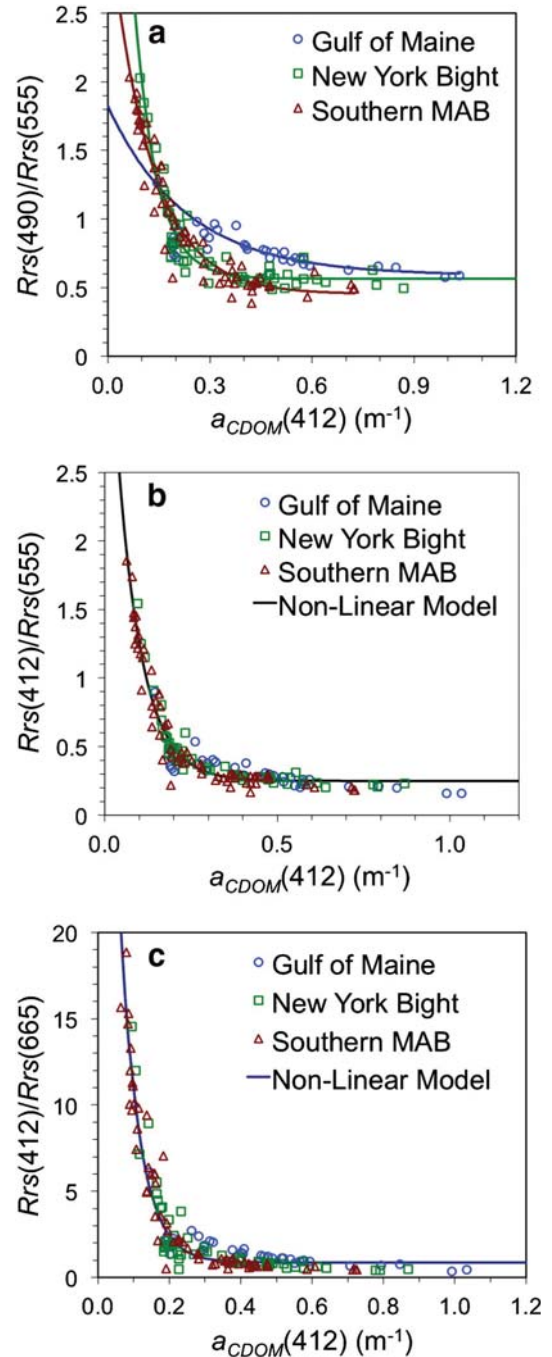 a
Gulf of Maine
New York Bight
Southern MAB
Rrs(490)/Rrs(555)
2.5
2
1.5
1
0.5
0
0.0 0.3 0.6 0.9 1.2
aCDOM(412) (m-1)
b
Gulf of Maine
New York Bight
Southern MAB
Non-Linear Model
Rrs(412)/Rrs(555)
2.5
2
1.5
1
0.5
0
0.0 0.5 1.0
aCDOM(412) (m-1)
c
Gulf of Maine
New York Bight
Southern MAB
Non-Linear Model
Rrs(412)/Rrs(665)
20
15
10
5
0
0.0 0.2 0.4 0.6 0.8 1.0 1.2
aCDOM(412) (m-1)